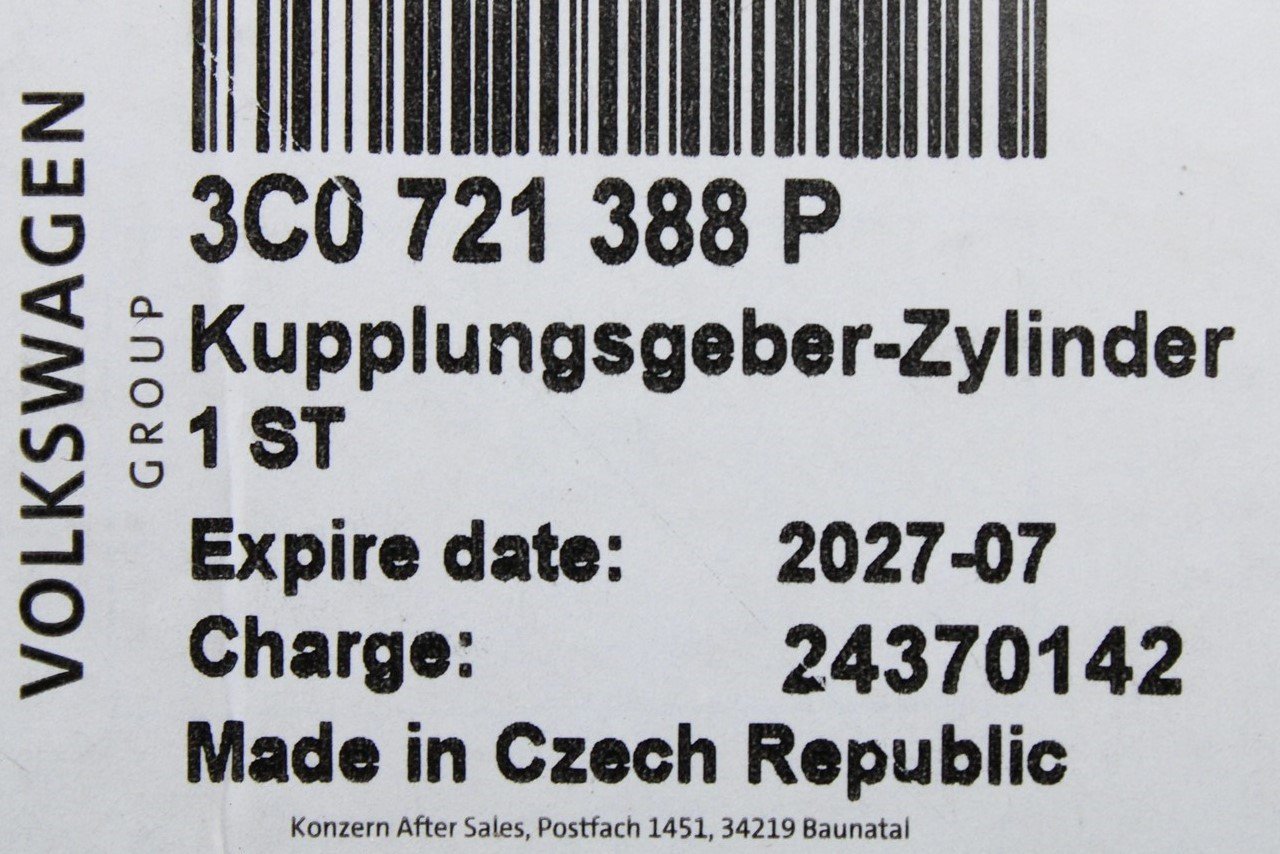 VOLKSWAGEN
GROUP
3C0 721 388 P
Kupplungsgeber-Zylinder
1 ST
Expire date: 2027-07
Charge: 24370142
Made in Czech Republic
Konzern After Sales, Postfach 1451, 34219 Baunatal